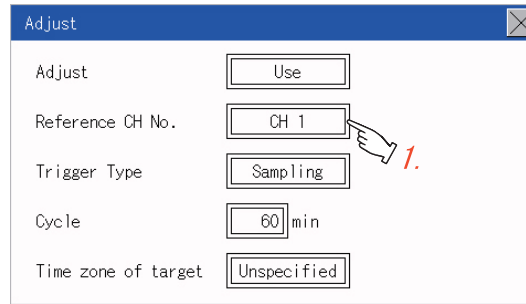 Adjust
Adjust Use
Reference CH No. CH 1
1.
Trigger Type Sampling
Cycle 60 min
Time zone of target Unspecified